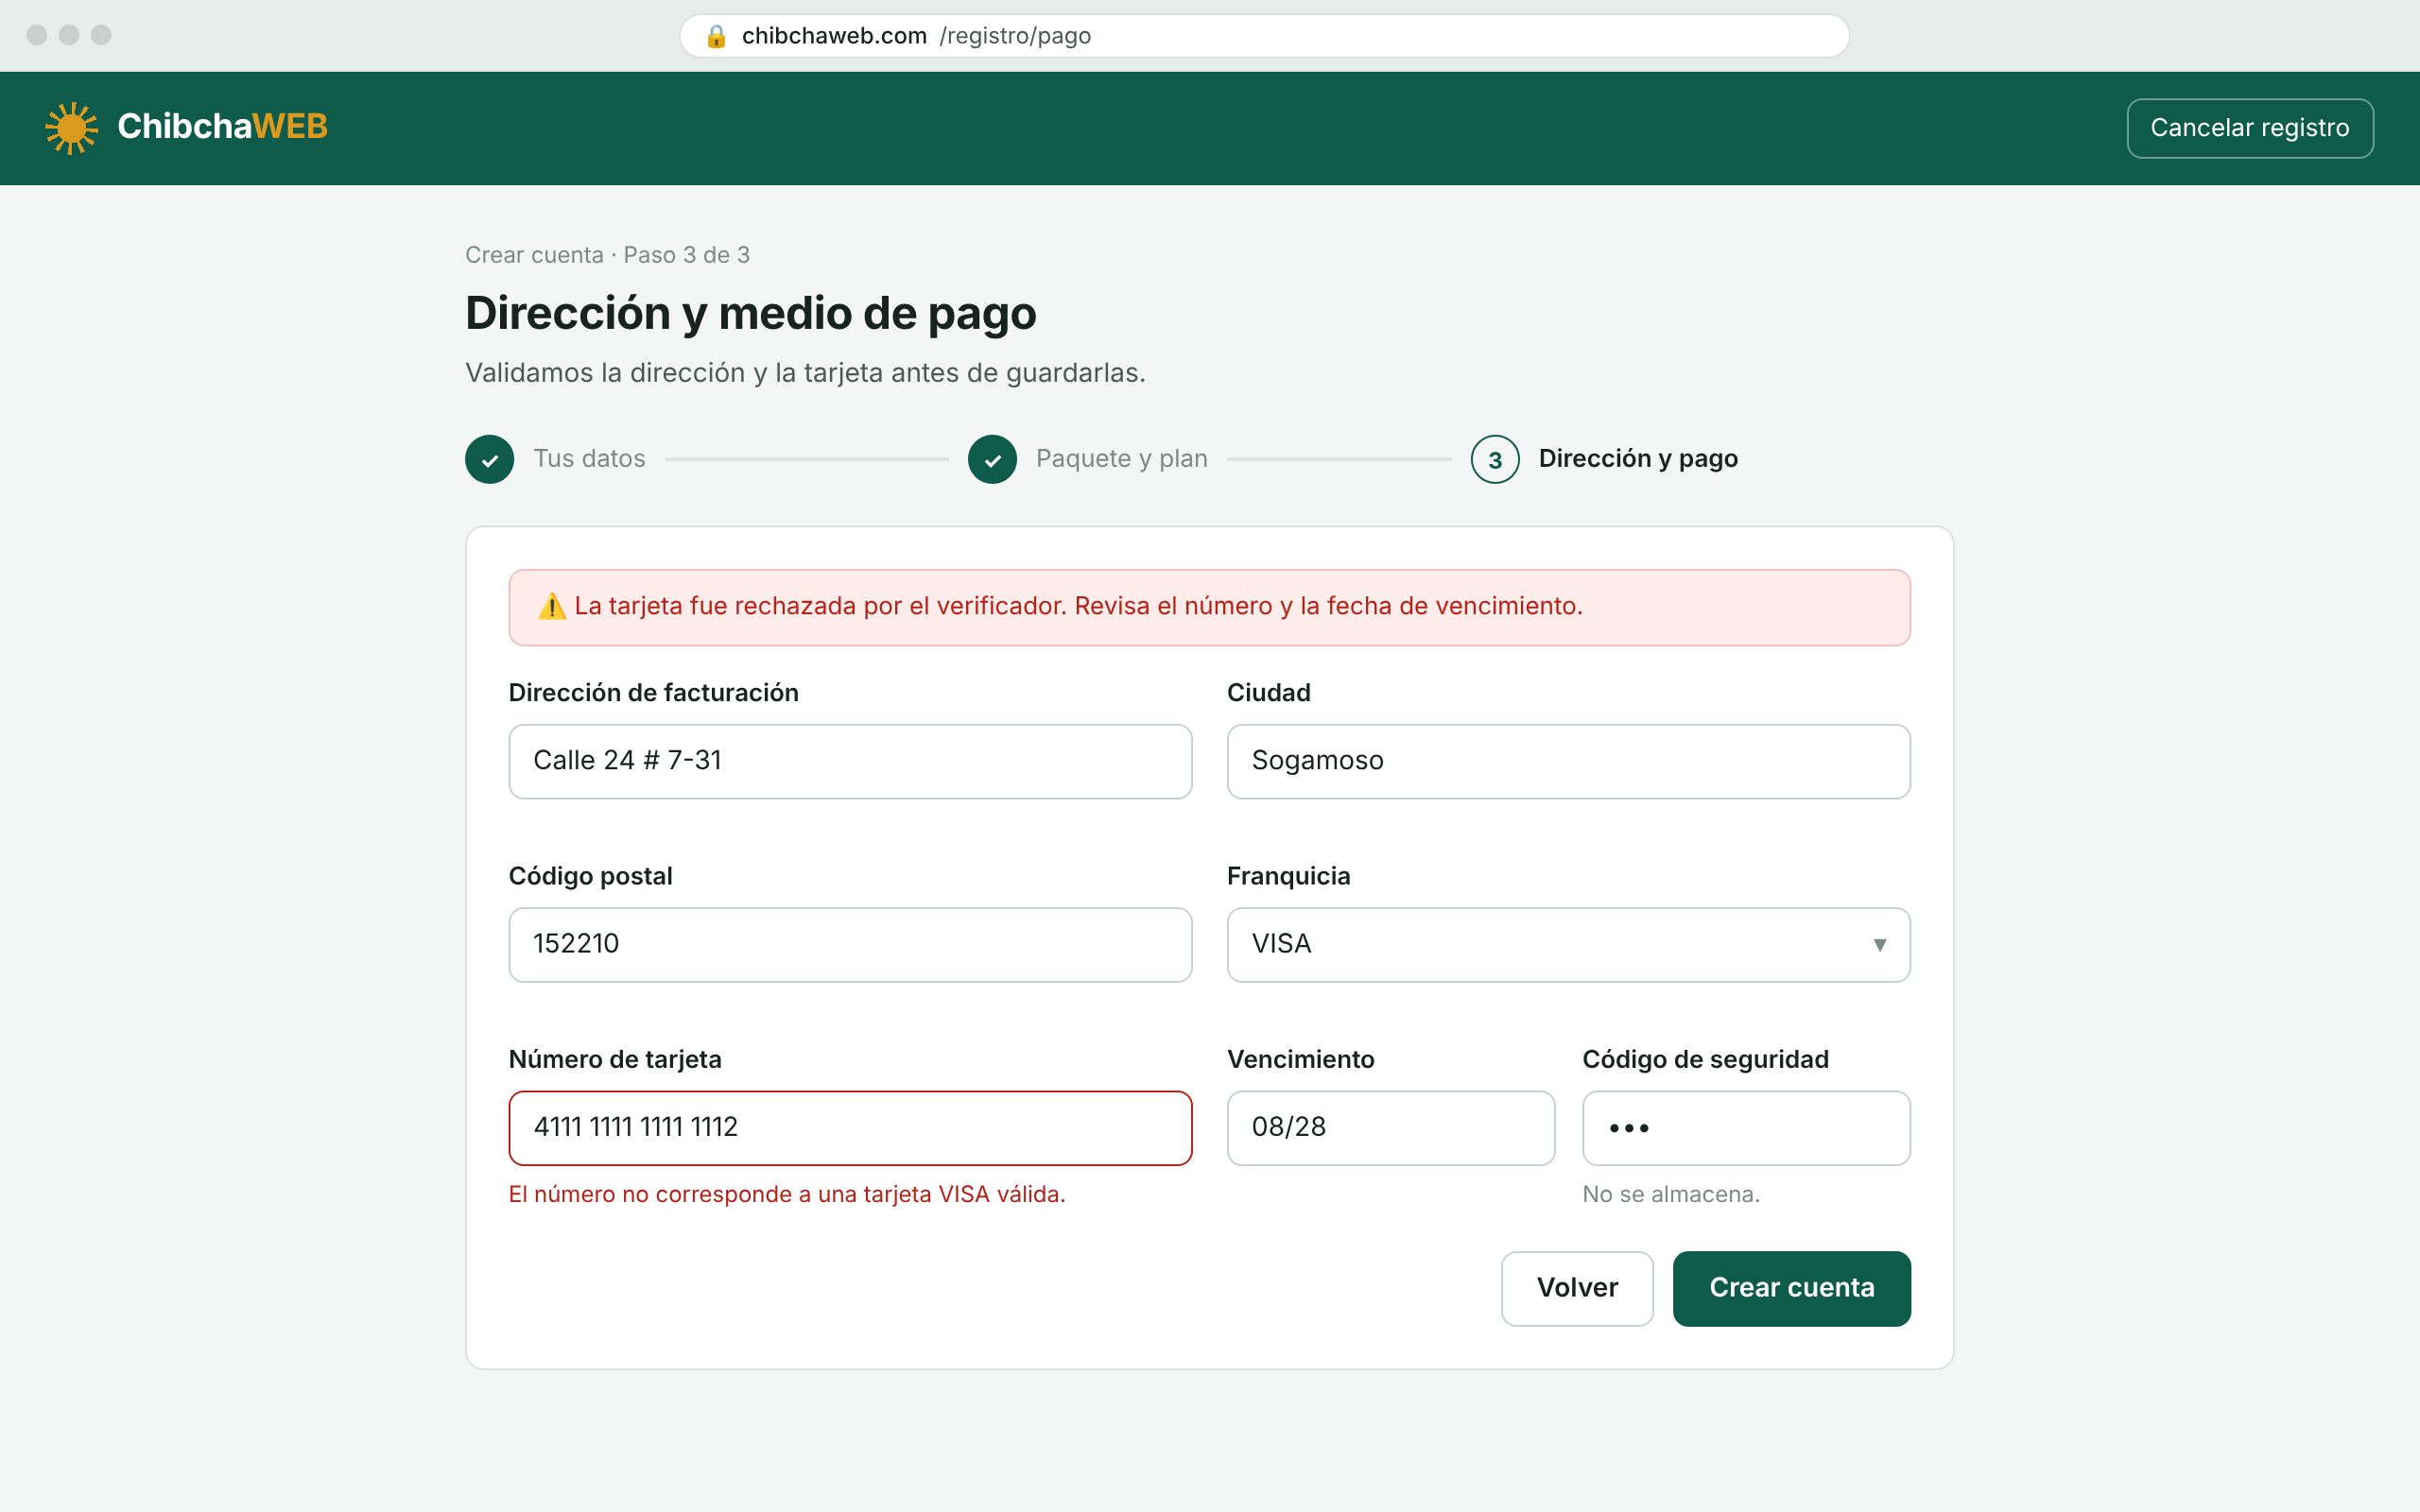 chibchaweb.com /registro/pago
ChibchaWEB
Cancelar registro
Crear cuenta · Paso 3 de 3
Dirección y medio de pago
Validamos la dirección y la tarjeta antes de guardarlas.
Tus datos
Paquete y plan
3 Dirección y pago
⚠️ La tarjeta fue rechazada por el verificador. Revisa el número y la fecha de vencimiento.
Dirección de facturación
Ciudad
Calle 24 # 7-31
Sogamoso
Código postal
Franquicia
152210
VISA
Número de tarjeta
Vencimiento
Código de seguridad
4111 1111 1111 1112
08/28
•••
El número no corresponde a una tarjeta VISA válida.
No se almacena.
Volver
Crear cuenta